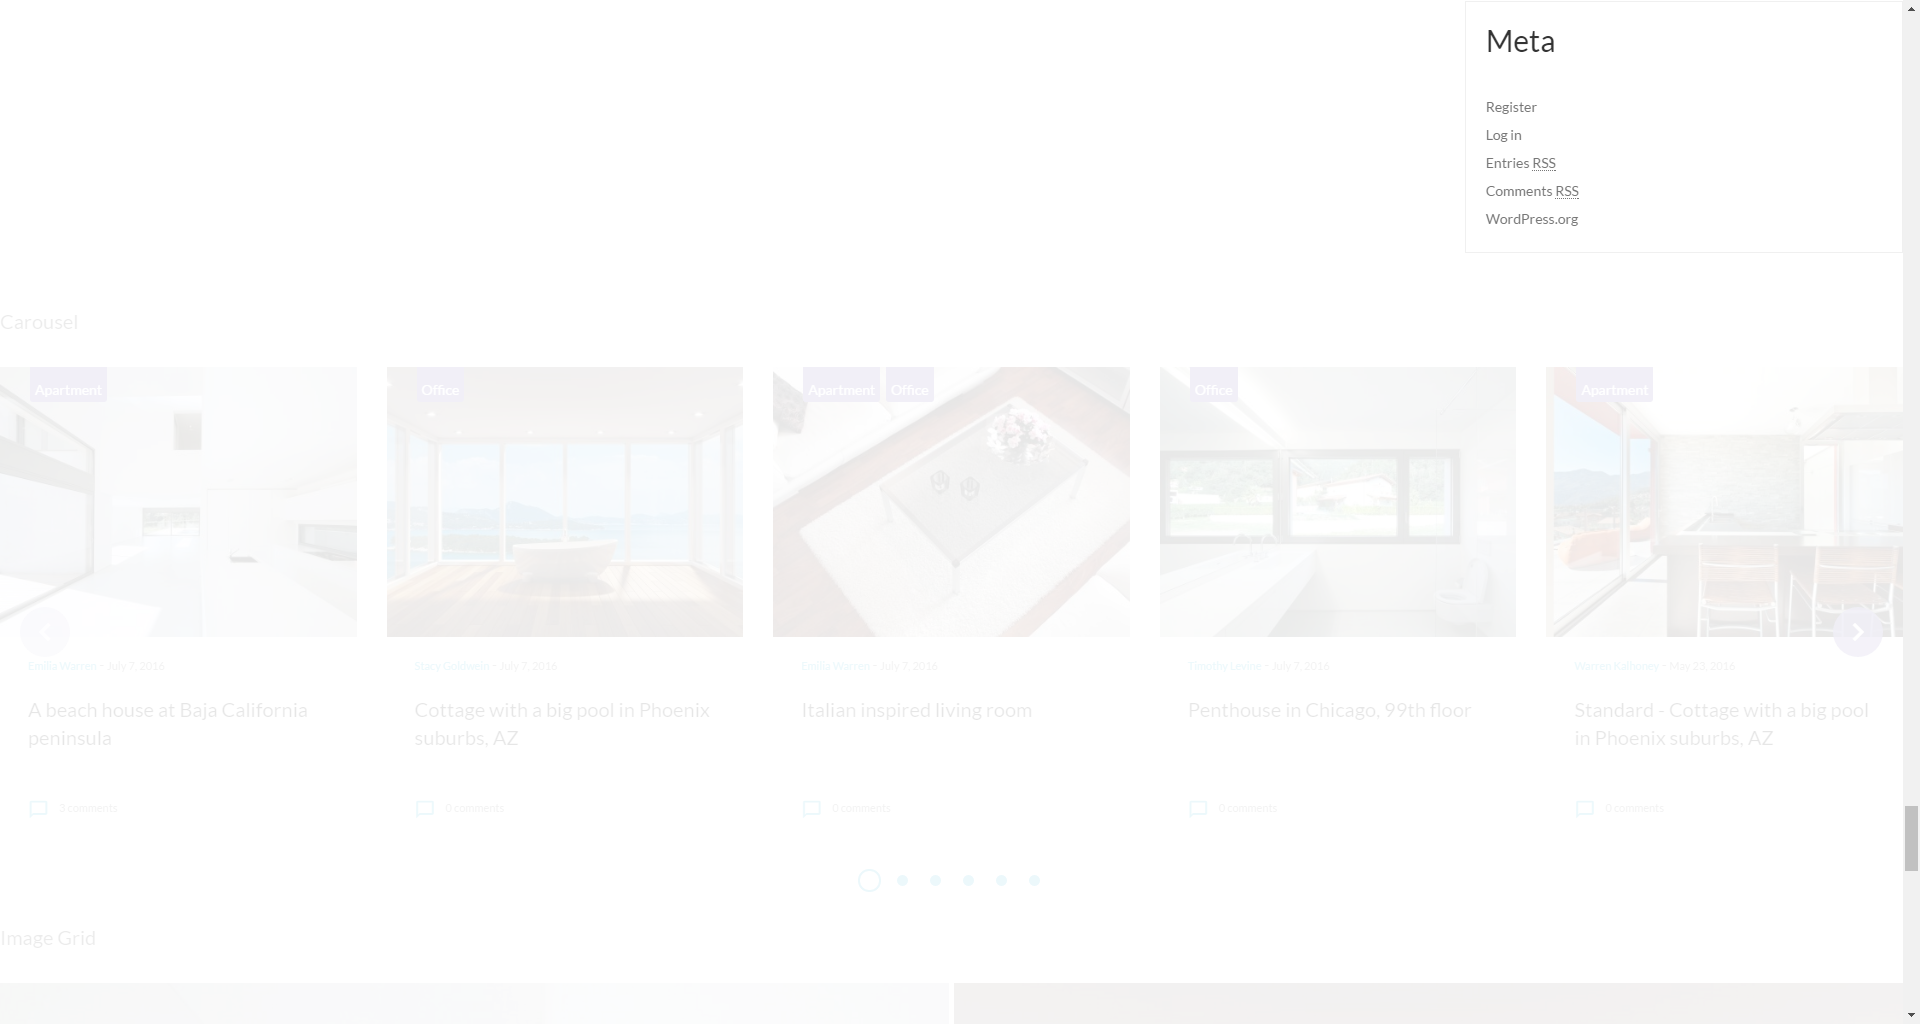 Meta
Register
Log in
Entries RSS
Comments RSS
WordPress.org
Carousel
Apartment
Emilia Warren - July 7, 2016
A beach house at Baja California
peninsula
3 comments
Office
Stacy Goldwein - July 7, 2016
Cottage with a big pool in Phoenix
suburbs, AZ
0 comments
Apartment Office
Emilia Warren - July 7, 2016
Italian inspired living room
0 comments
Office
Timothy Levine - July 7, 2016
Penthouse in Chicago, 99th floor
0 comments
Apartment
Warren Kalhoney - May 23, 2016
Standard - Cottage with a big pool
in Phoenix suburbs, AZ
0 comments
Image Grid